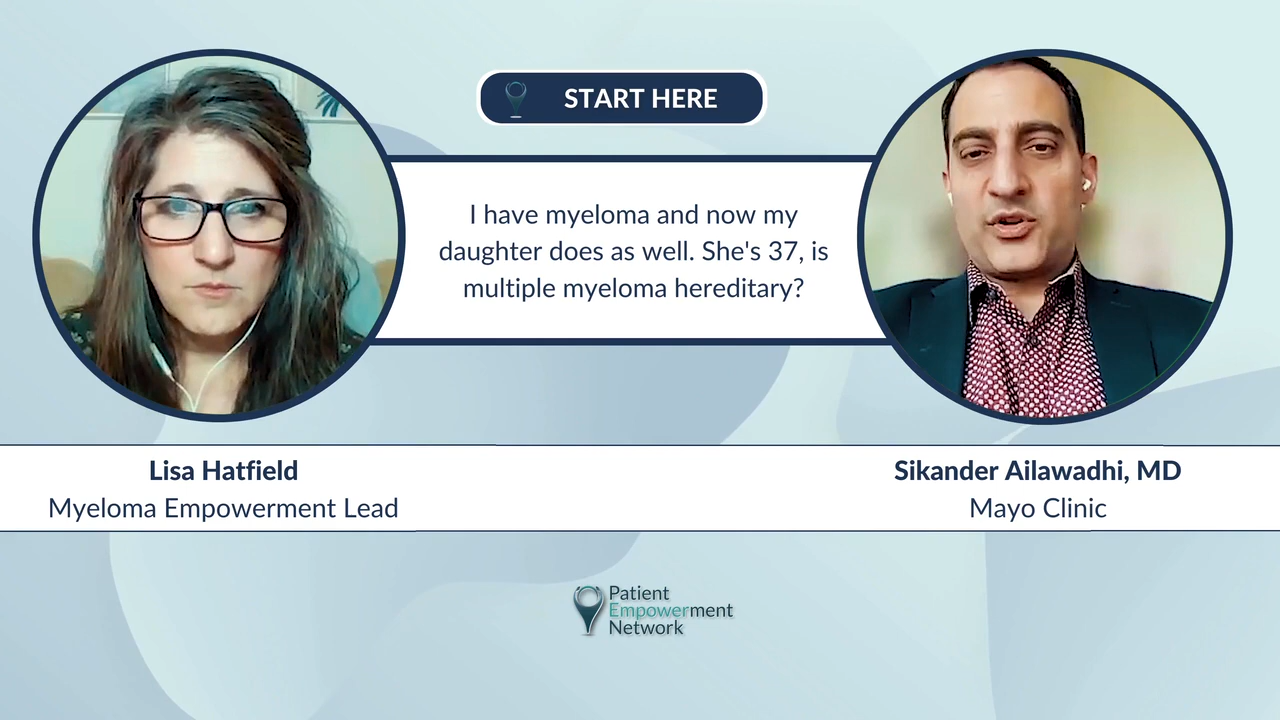 START HERE
I have myeloma and now my
daughter does as well. She's 37, is
multiple myeloma hereditary?
Lisa Hatfield
Myeloma Empowerment Lead
Sikander Ailawadhi, MD
Mayo Clinic
Patient
Empowerment
Network